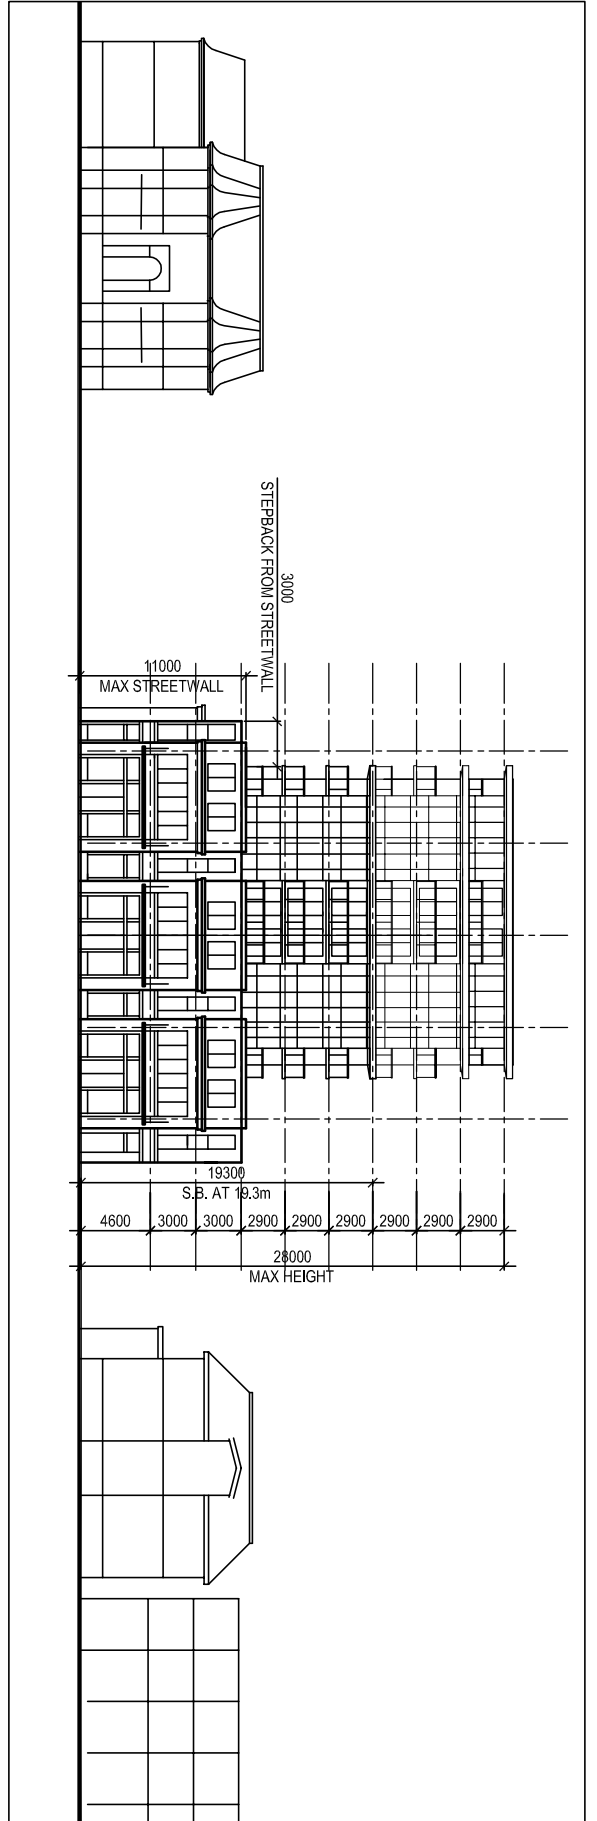 STEPBACK FROM STREETWALL
3000
11000
MAX STREETWALL
19300
S.B. AT 19.3m
4600 3000 3000 2900 2900 2900 2900 2900 2900
28000
MAX HEIGHT